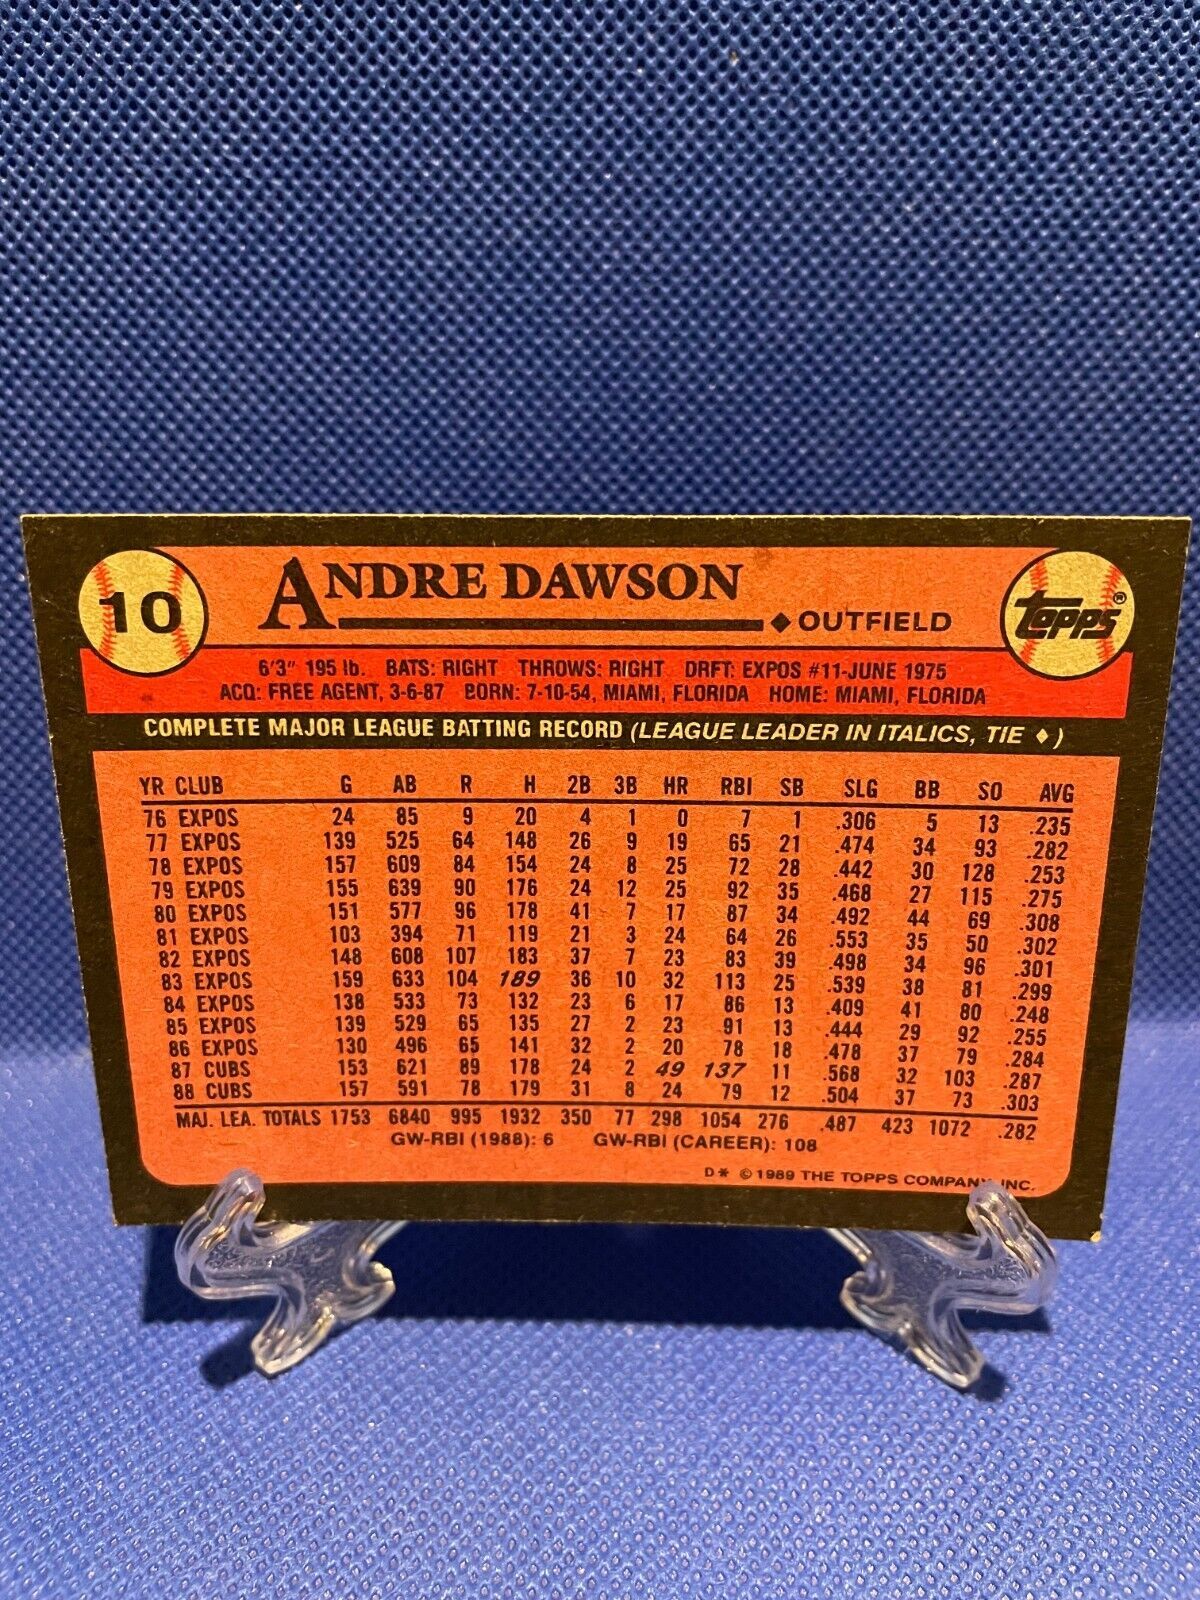 10
ANDRE DAWSON
♦ OUTFIELD
TOPPS®
6'3" 195 lb. BATS: RIGHT THROWS: RIGHT DRFT: EXPOS #11-JUNE 1975
ACQ: FREE AGENT, 3-6-87 BORN: 7-10-54, MIAMI, FLORIDA HOME: MIAMI, FLORIDA
COMPLETE MAJOR LEAGUE BATTING RECORD (LEAGUE LEADER IN ITALICS, TIE ♦)
YR CLUB G AB R H 2B 3B HR RBI SB SLG BB SO AVG
76 EXPOS 24 85 9 20 4 1 0 7 1 .306 5 13 .235
77 EXPOS 139 525 64 148 26 9 19 65 21 .474 34 93 .282
78 EXPOS 157 609 84 154 24 8 25 72 28 .442 30 128 .253
79 EXPOS 155 639 90 176 24 12 25 92 35 .468 27 115 .275
80 EXPOS 151 577 96 178 41 7 17 87 34 .492 44 69 .308
81 EXPOS 103 394 71 119 21 3 24 64 26 .553 35 50 .302
82 EXPOS 148 608 107 183 37 7 23 83 39 .498 34 96 .301
83 EXPOS 159 633 104 189 36 10 32 113 25 .539 38 81 .299
84 EXPOS 138 533 73 132 23 6 17 86 13 .409 41 80 .248
85 EXPOS 139 529 65 135 27 2 23 91 13 .444 29 92 .255
86 EXPOS 130 496 65 141 32 2 20 78 18 .478 37 79 .284
87 CUBS 153 621 89 178 24 2 49 137 11 .568 32 103 .287
88 CUBS 157 591 78 179 31 8 24 79 12 .504 37 73 .303
MAJ. LEA. TOTALS 1753 6840 995 1932 350 77 298 1054 276 .487 423 1072 .282
GW-RBI (1988): 6 GW-RBI (CAREER): 108
D* © 1989 THE TOPPS COMPANY, INC.